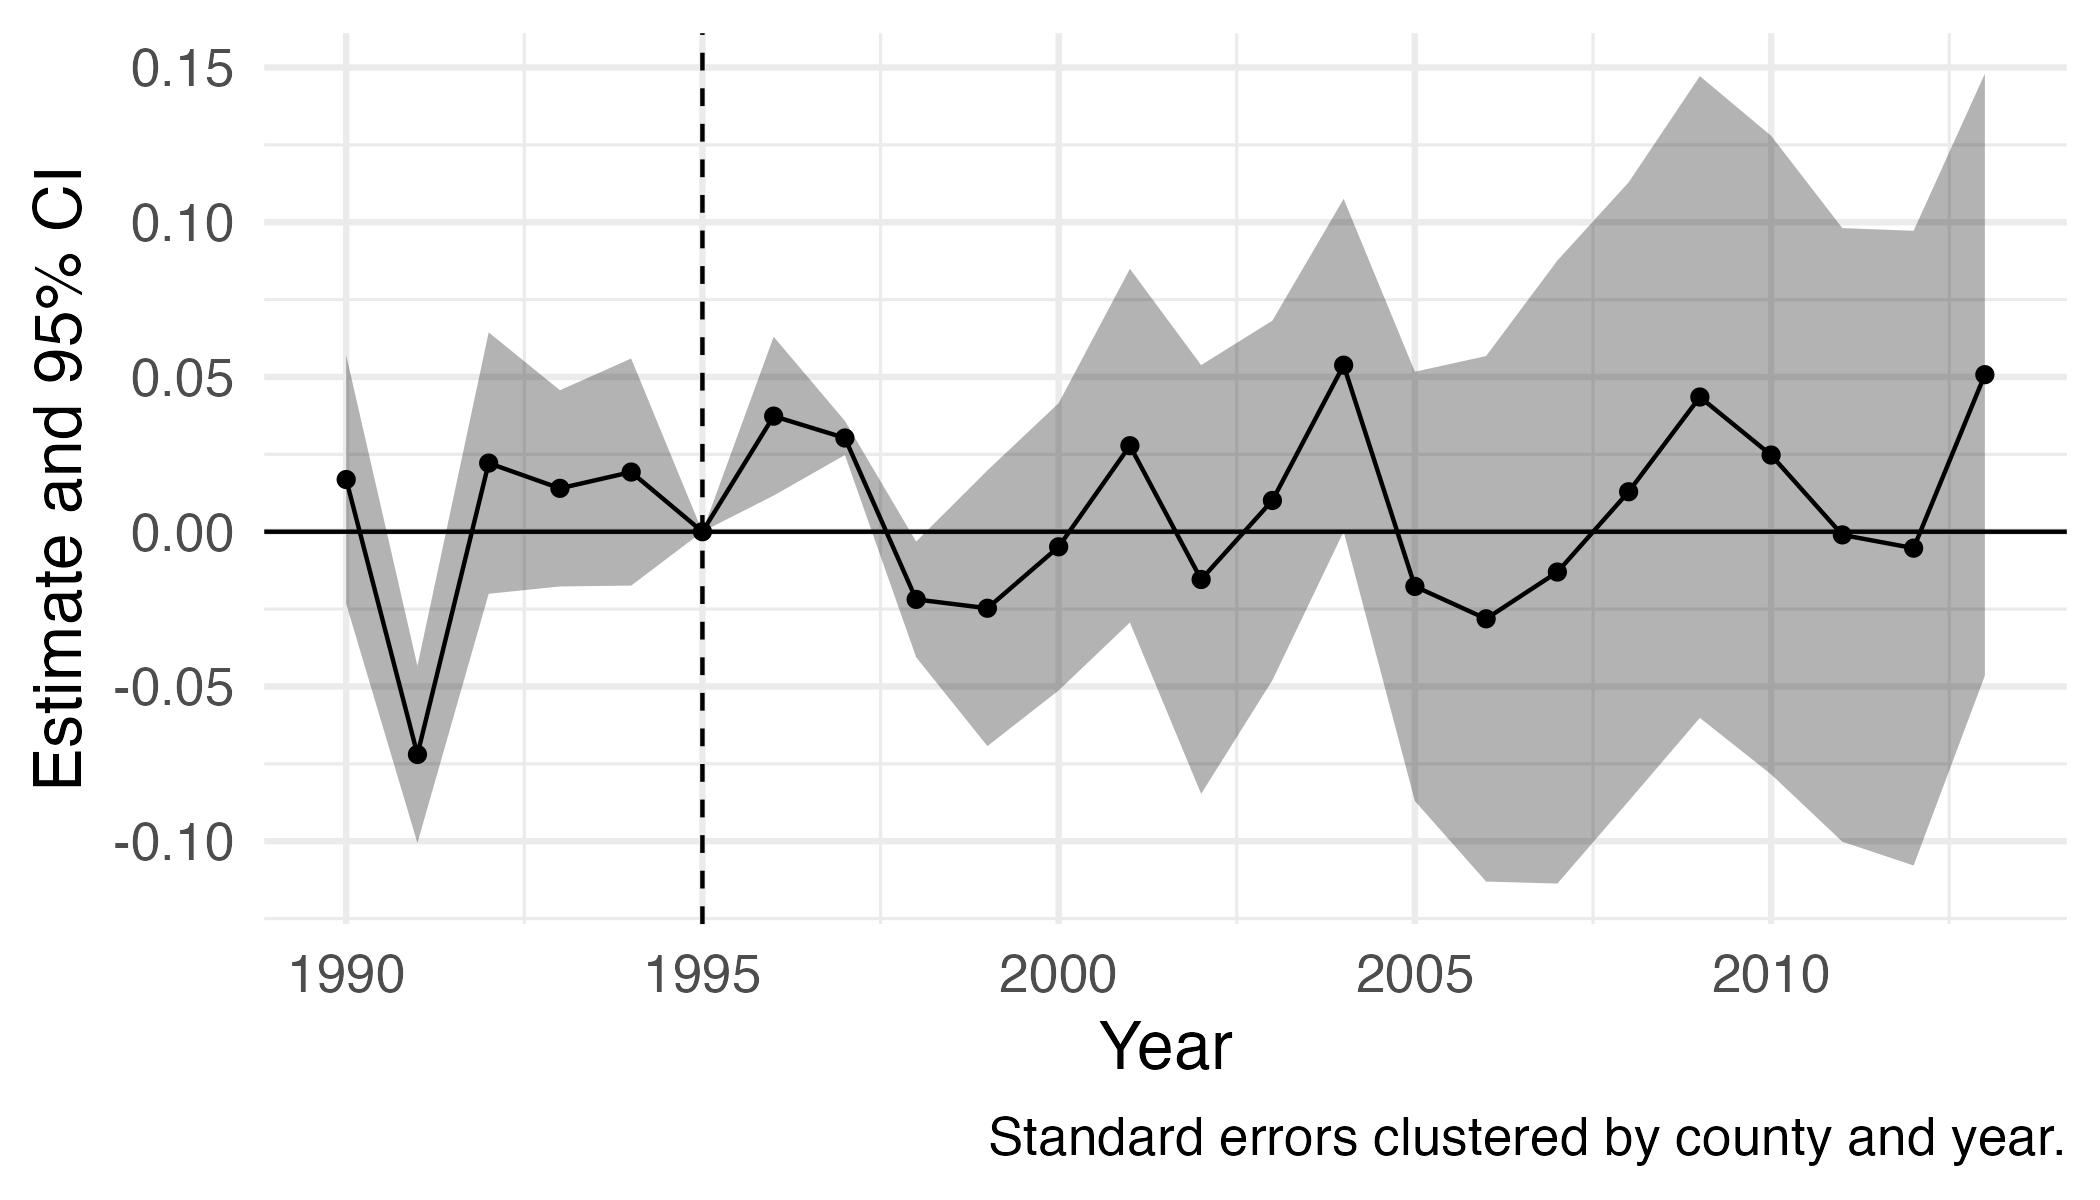 Estimate and 95% CI
0.15
0.10
0.05
0.00
-0.05
-0.10
1990 1995 2000 2005 2010
Year
Standard errors clustered by county and year.